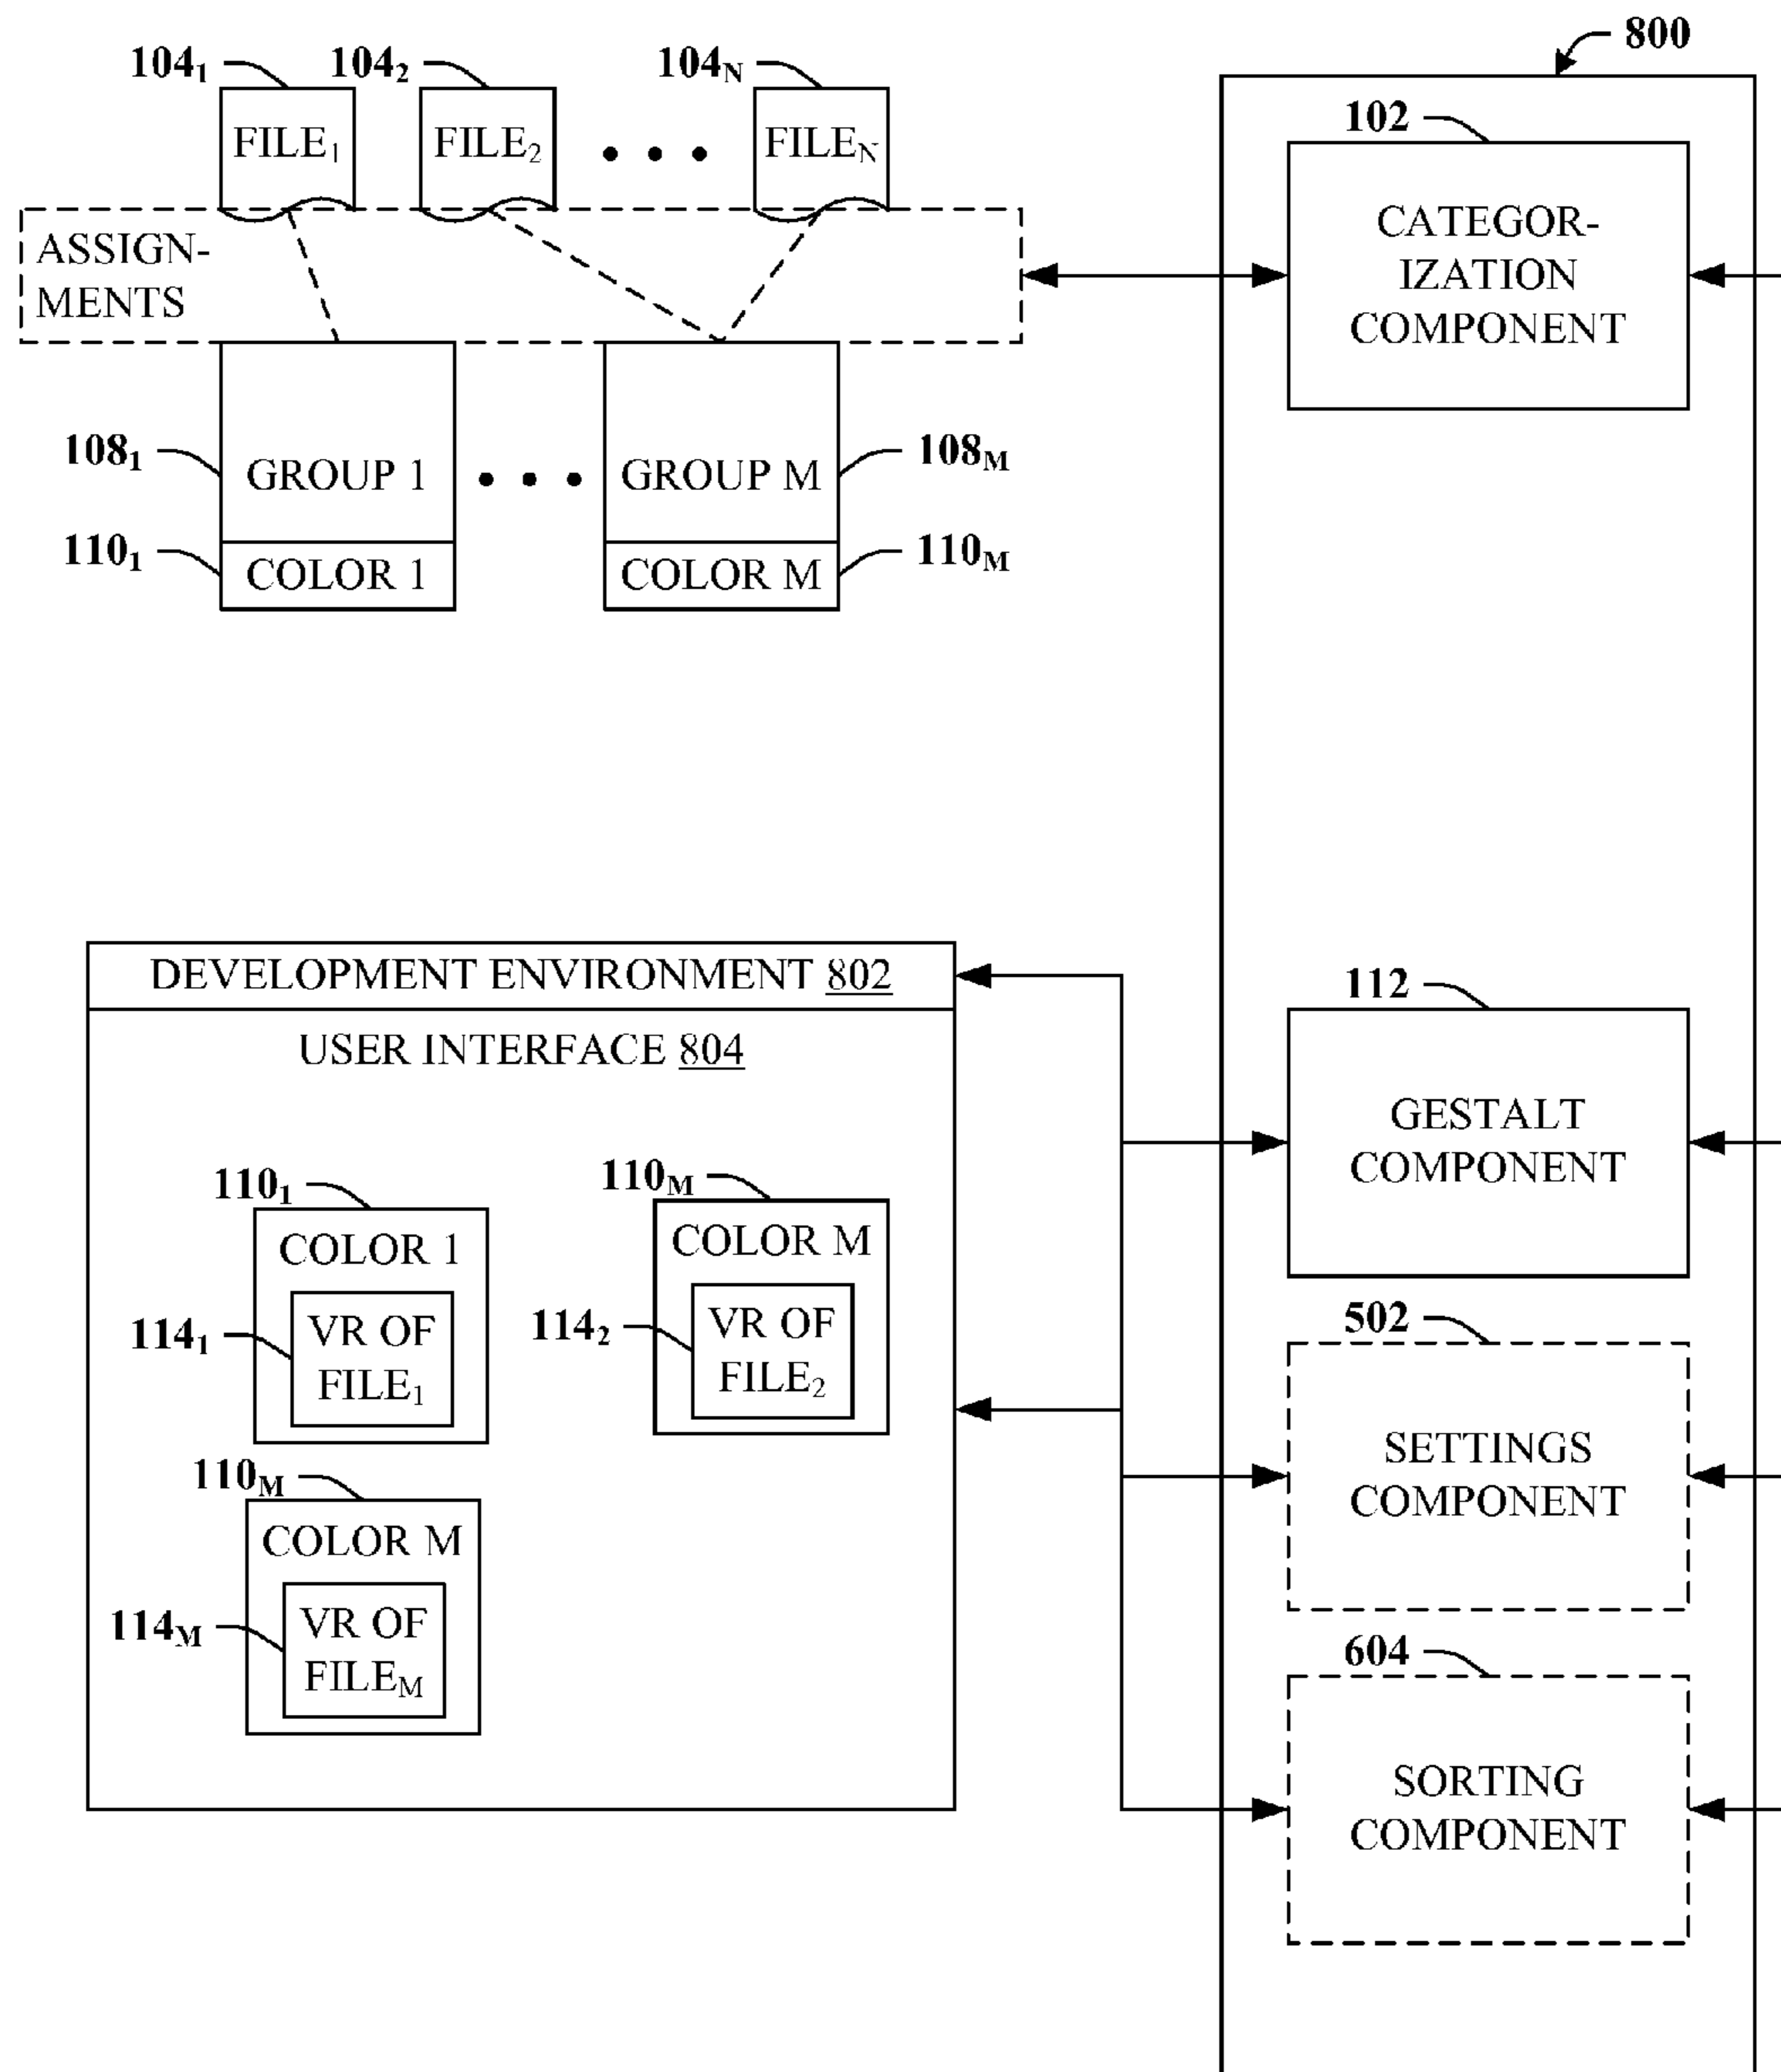 800
104₁ 104₂ 104N
102
FILE₁ FILE₂ • • • FILEN
ASSIGN-
MENTS
CATEGOR-
IZATION
COMPONENT
108₁ GROUP 1 • • • GROUP M 108M
110₁ COLOR 1 COLOR M 110M
DEVELOPMENT ENVIRONMENT 802
USER INTERFACE 804
110₁
COLOR 1
114₁
VR OF
FILE₁
110M
COLOR M
114₂
VR OF
FILE₂
110M
COLOR M
114M
VR OF
FILEM
112
GESTALT
COMPONENT
502
SETTINGS
COMPONENT
604
SORTING
COMPONENT